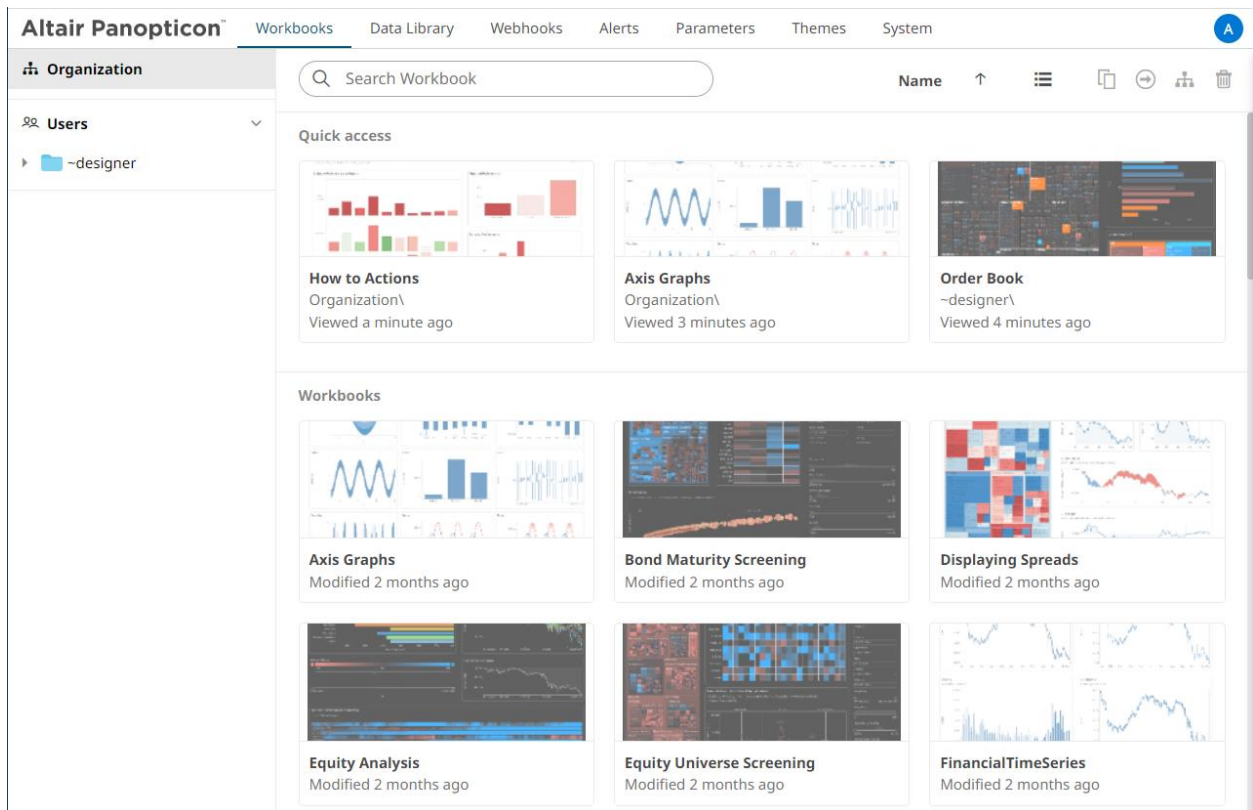 Altair Panopticon™
Workbooks
Data Library
Webhooks
Alerts
Parameters
Themes
System
A
Organization
Users
~designer
Search Workbook
Name
Quick access
How to Actions
Organization\
Viewed a minute ago
Axis Graphs
Organization\
Viewed 3 minutes ago
Order Book
~designer\
Viewed 4 minutes ago
Workbooks
Axis Graphs
Modified 2 months ago
Bond Maturity Screening
Modified 2 months ago
Displaying Spreads
Modified 2 months ago
Equity Analysis
Modified 2 months ago
Equity Universe Screening
Modified 2 months ago
FinancialTimeSeries
Modified 2 months ago